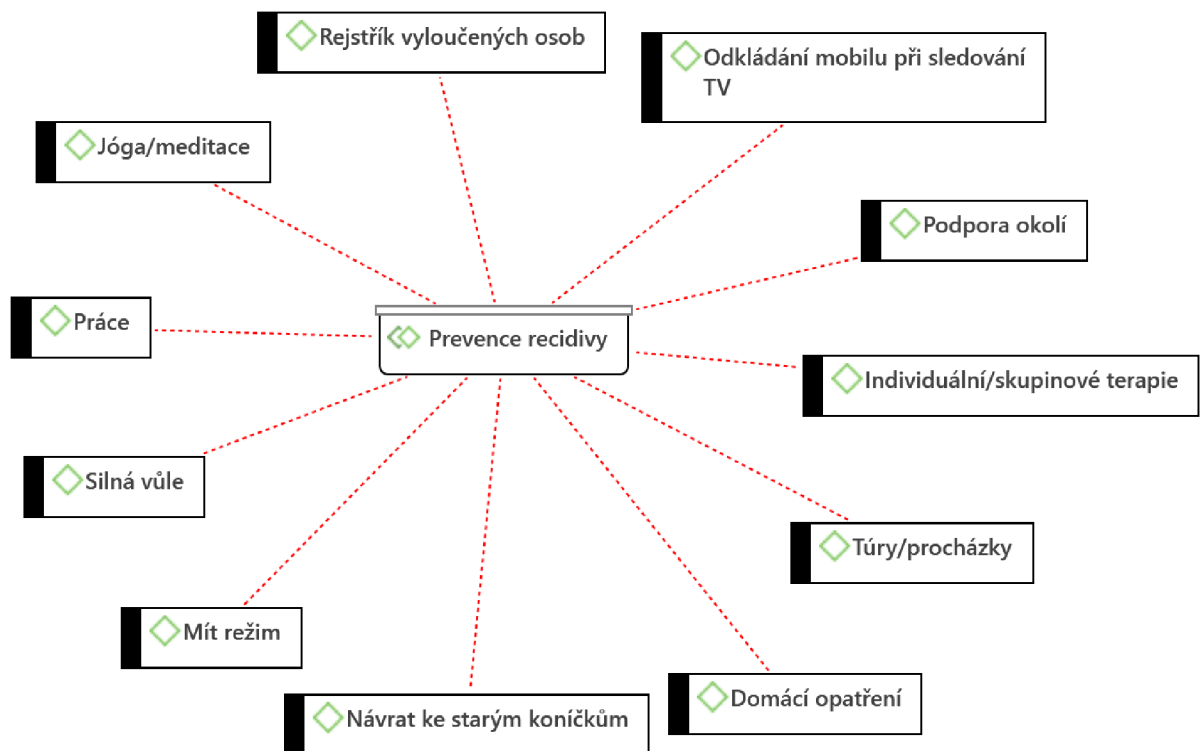 Rejstřík vyloučených osob
Odkládání mobilu při sledování
TV
Jóga/meditace
Podpora okolí
Práce
Prevence recidivy
Individuální/skupinové terapie
Silná vůle
Túry/procházky
Mít režim
Domácí opatření
Návrat ke starým koníčkům